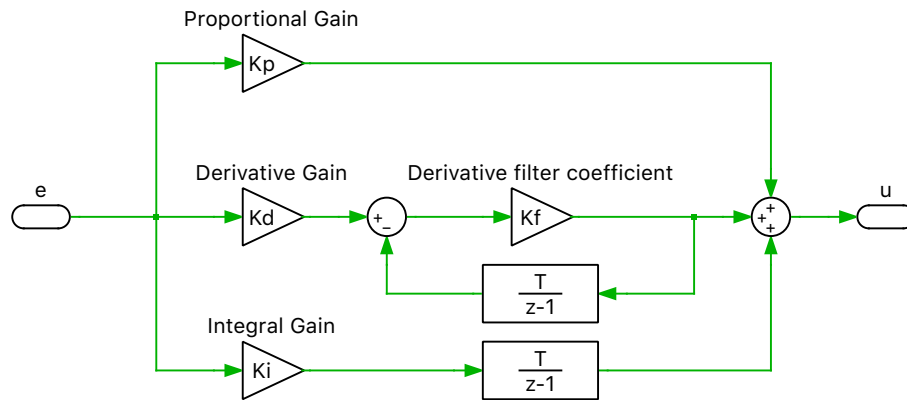 Proportional Gain
Kp
Derivative Gain
Derivative filter coefficient
e
u
Kd
+
−
Kf
+
+
+
T
z-1
Integral Gain
Ki
T
z-1